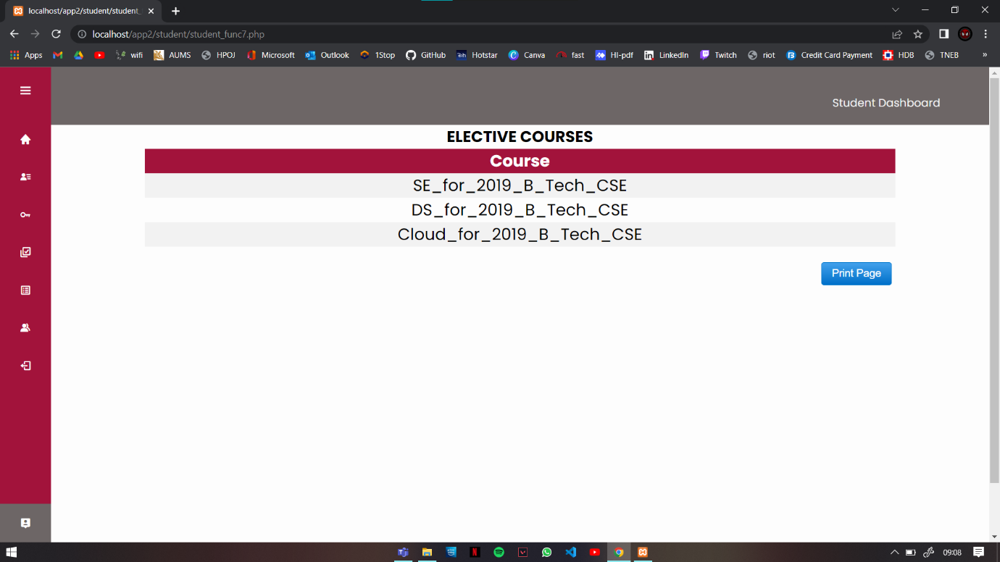 localhost/app2/student/student_
localhost/app2/student/student_func7.php
Apps wifi AUMS HPOJ Microsoft Outlook 1Stop GitHub Hotstar Canva fast HI-pdf LinkedIn Twitch riot Credit Card Payment HDB TNEB »
Student Dashboard
ELECTIVE COURSES
Course
SE_for_2019_B_Tech_CSE
DS_for_2019_B_Tech_CSE
Cloud_for_2019_B_Tech_CSE
Print Page
09:08